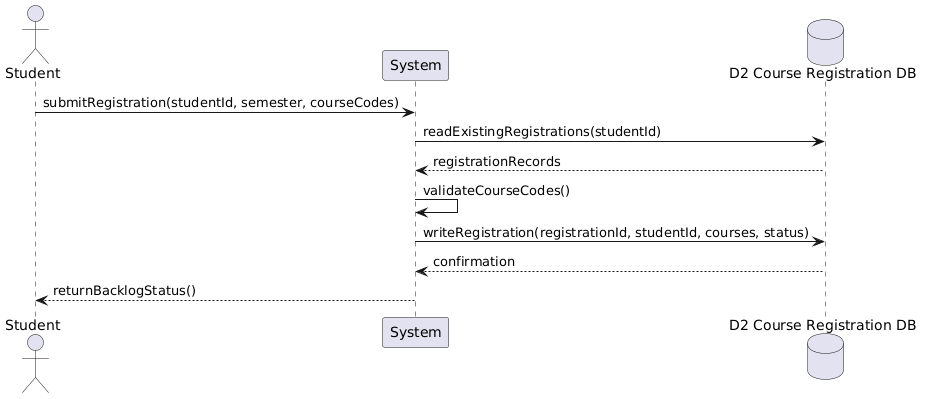 Student
System
D2 Course Registration DB
submitRegistration(studentId, semester, courseCodes)
readExistingRegistrations(studentId)
registrationRecords
validateCourseCodes()
writeRegistration(registrationId, studentId, courses, status)
confirmation
returnBacklogStatus()
Student
System
D2 Course Registration DB